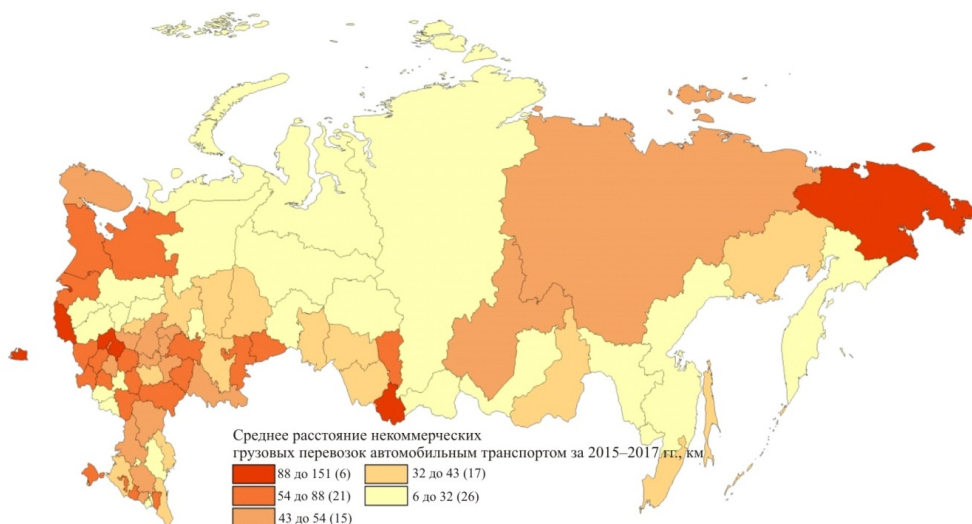 Среднее расстояние некоммерческих
грузовых перевозок автомобильным транспортом за 2015–2017 гг., км
88 до 151 (6)
54 до 88 (21)
43 до 54 (15)
32 до 43 (17)
6 до 32 (26)